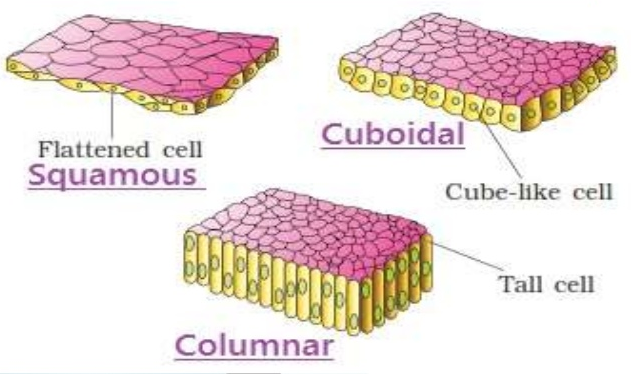 Flattened cell
Squamous
Cuboidal
Cube-like cell
Tall cell
Columnar